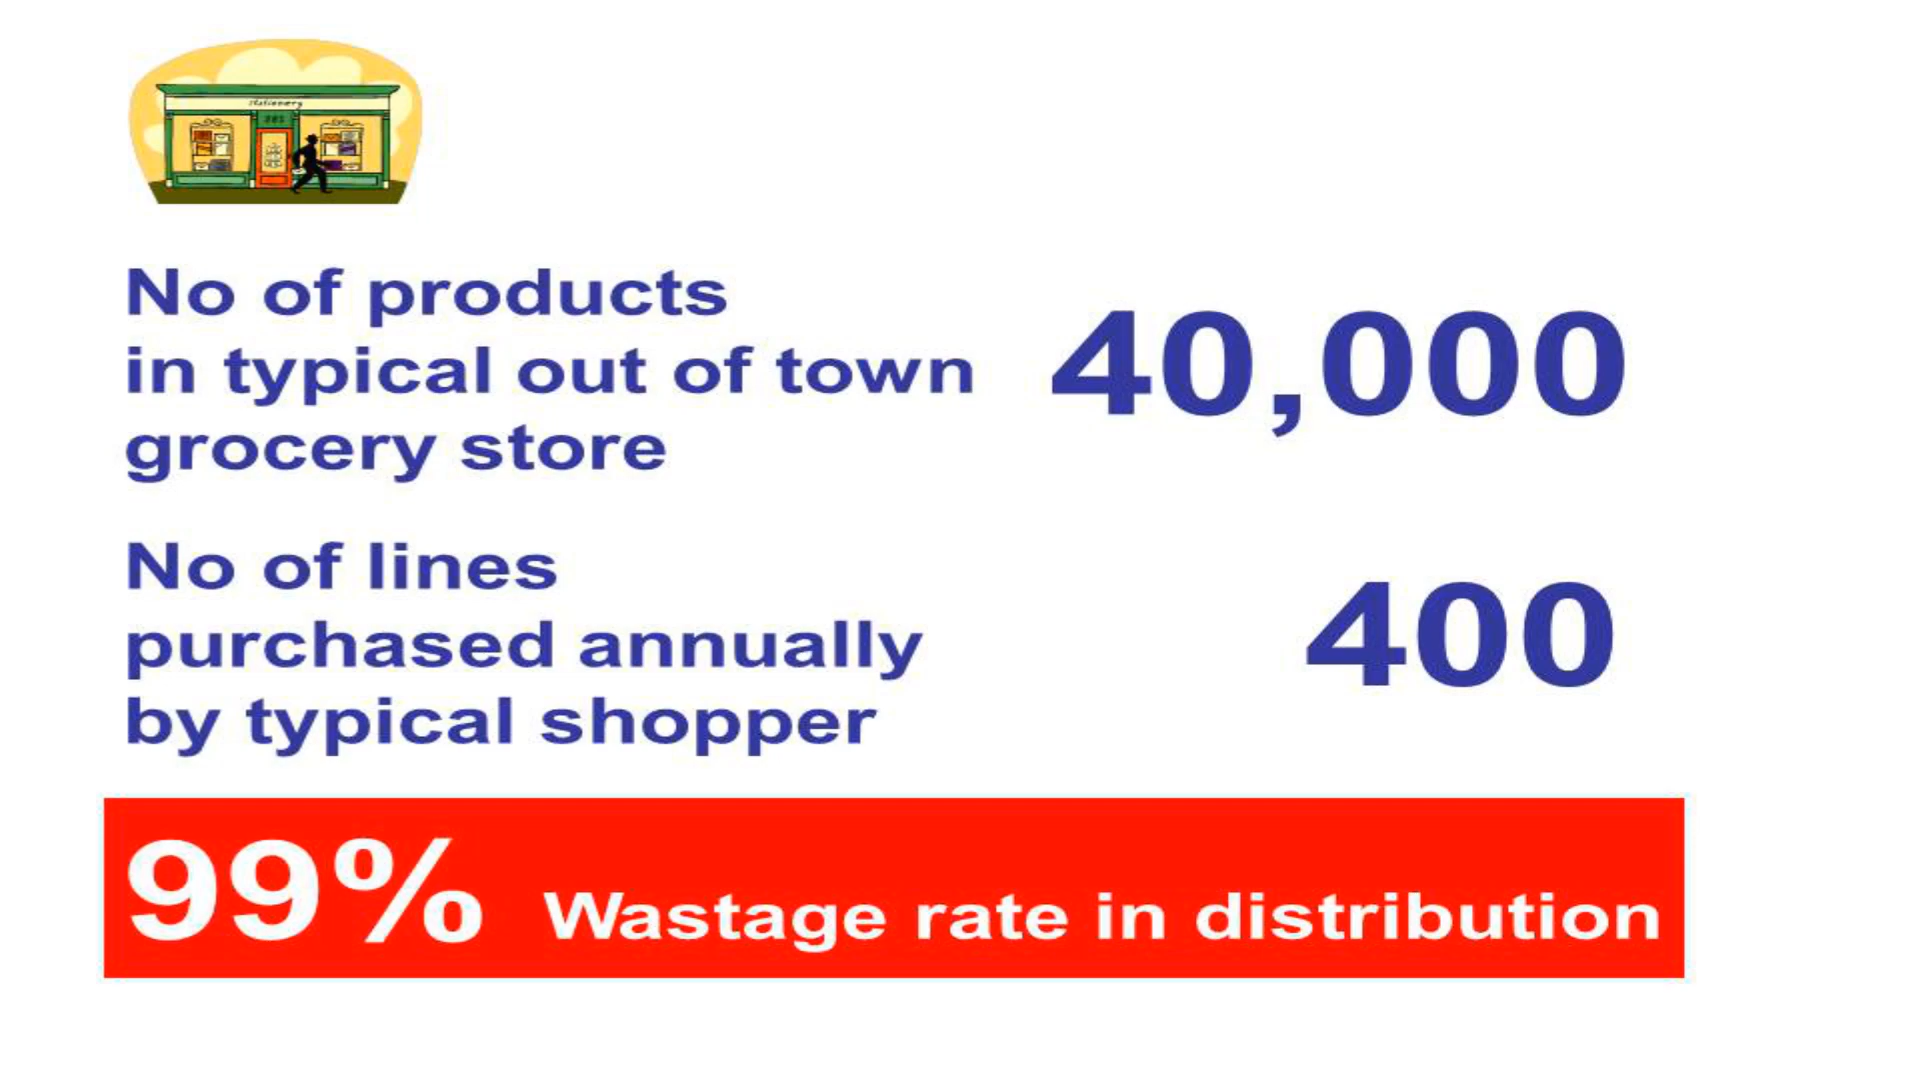 Stationery
No of products
in typical out of town
grocery store
40,000
No of lines
purchased annually
by typical shopper
400
99% Wastage rate in distribution